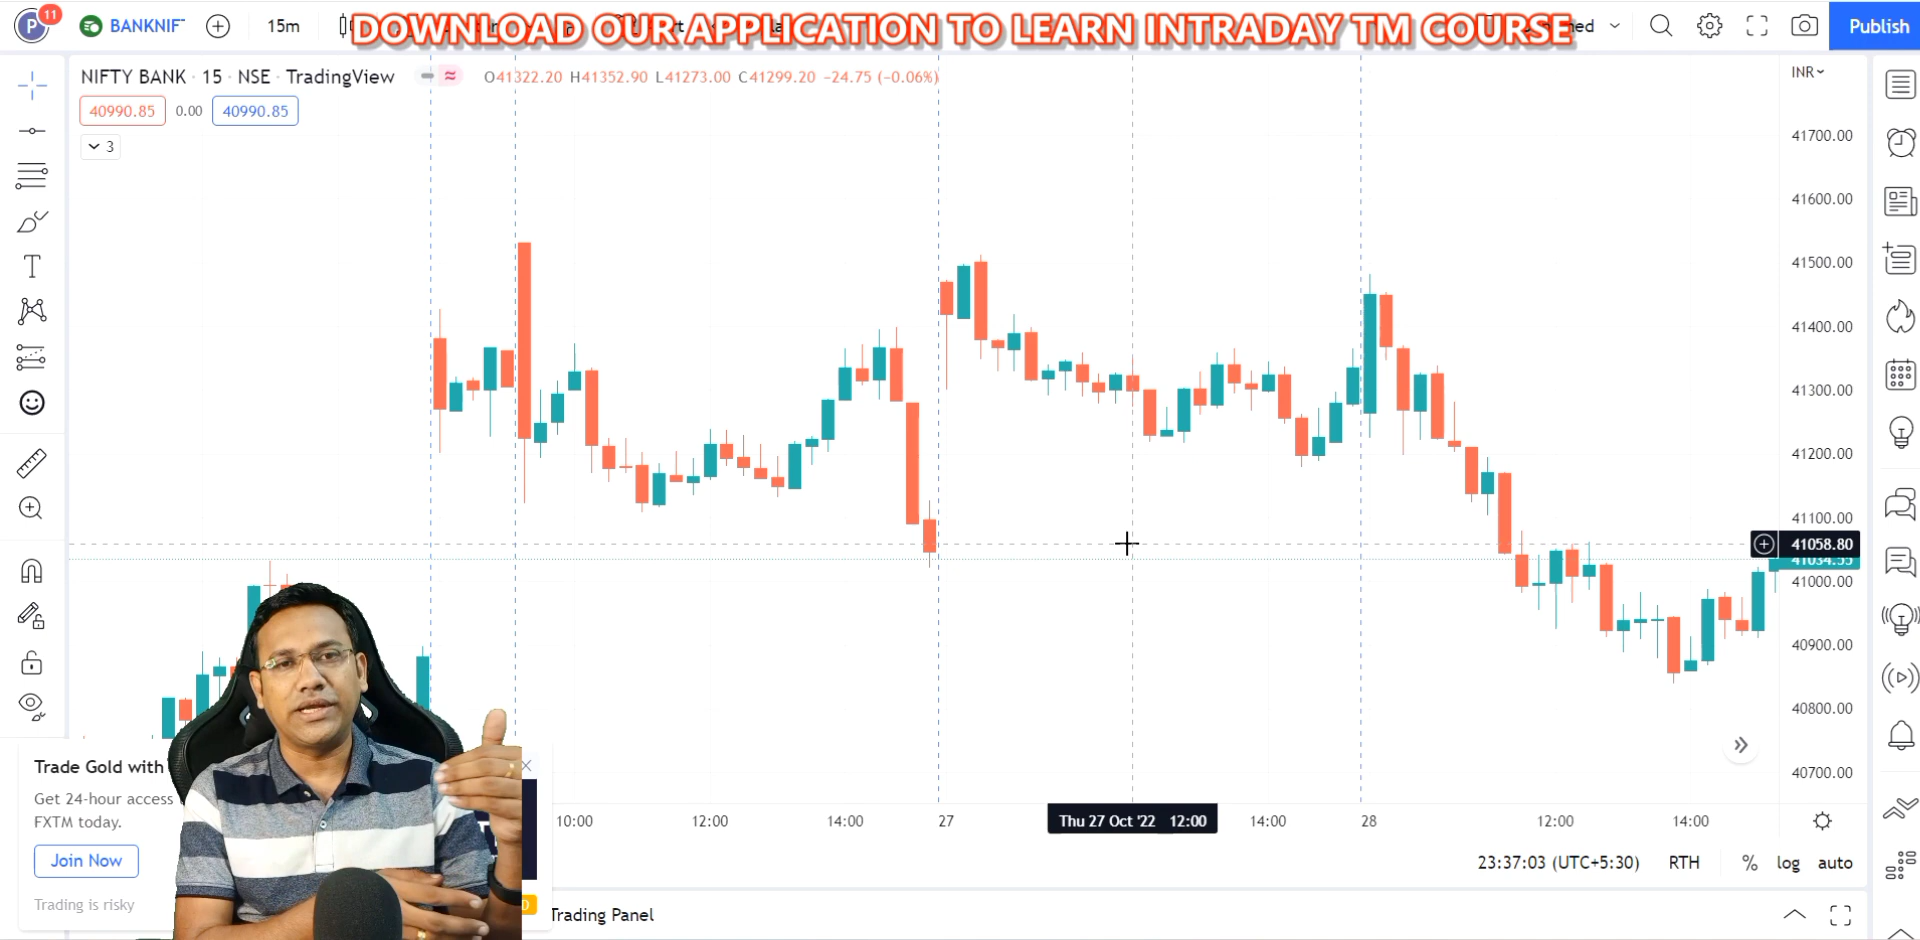 DOWNLOAD OUR APPLICATION TO LEARN INTRADAY TM COURSE
P
11
BANKNIF
15m
Publish
NIFTY BANK · 15 · NSE · TradingView
O41322.20 H41352.90 L41273.00 C41299.20 −24.75 (−0.06%)
INR
40990.85
0.00
40990.85
3
41700.00
41600.00
41500.00
41400.00
41300.00
41200.00
41100.00
41058.80
41034.55
41000.00
40900.00
40800.00
40700.00
Trade Gold with
Get 24-hour access
FXTM today.
Join Now
Trading is risky
10:00
12:00
14:00
27
Thu 27 Oct '22 12:00
14:00
28
12:00
14:00
23:37:03 (UTC+5:30)
RTH
%
log
auto
Trading Panel